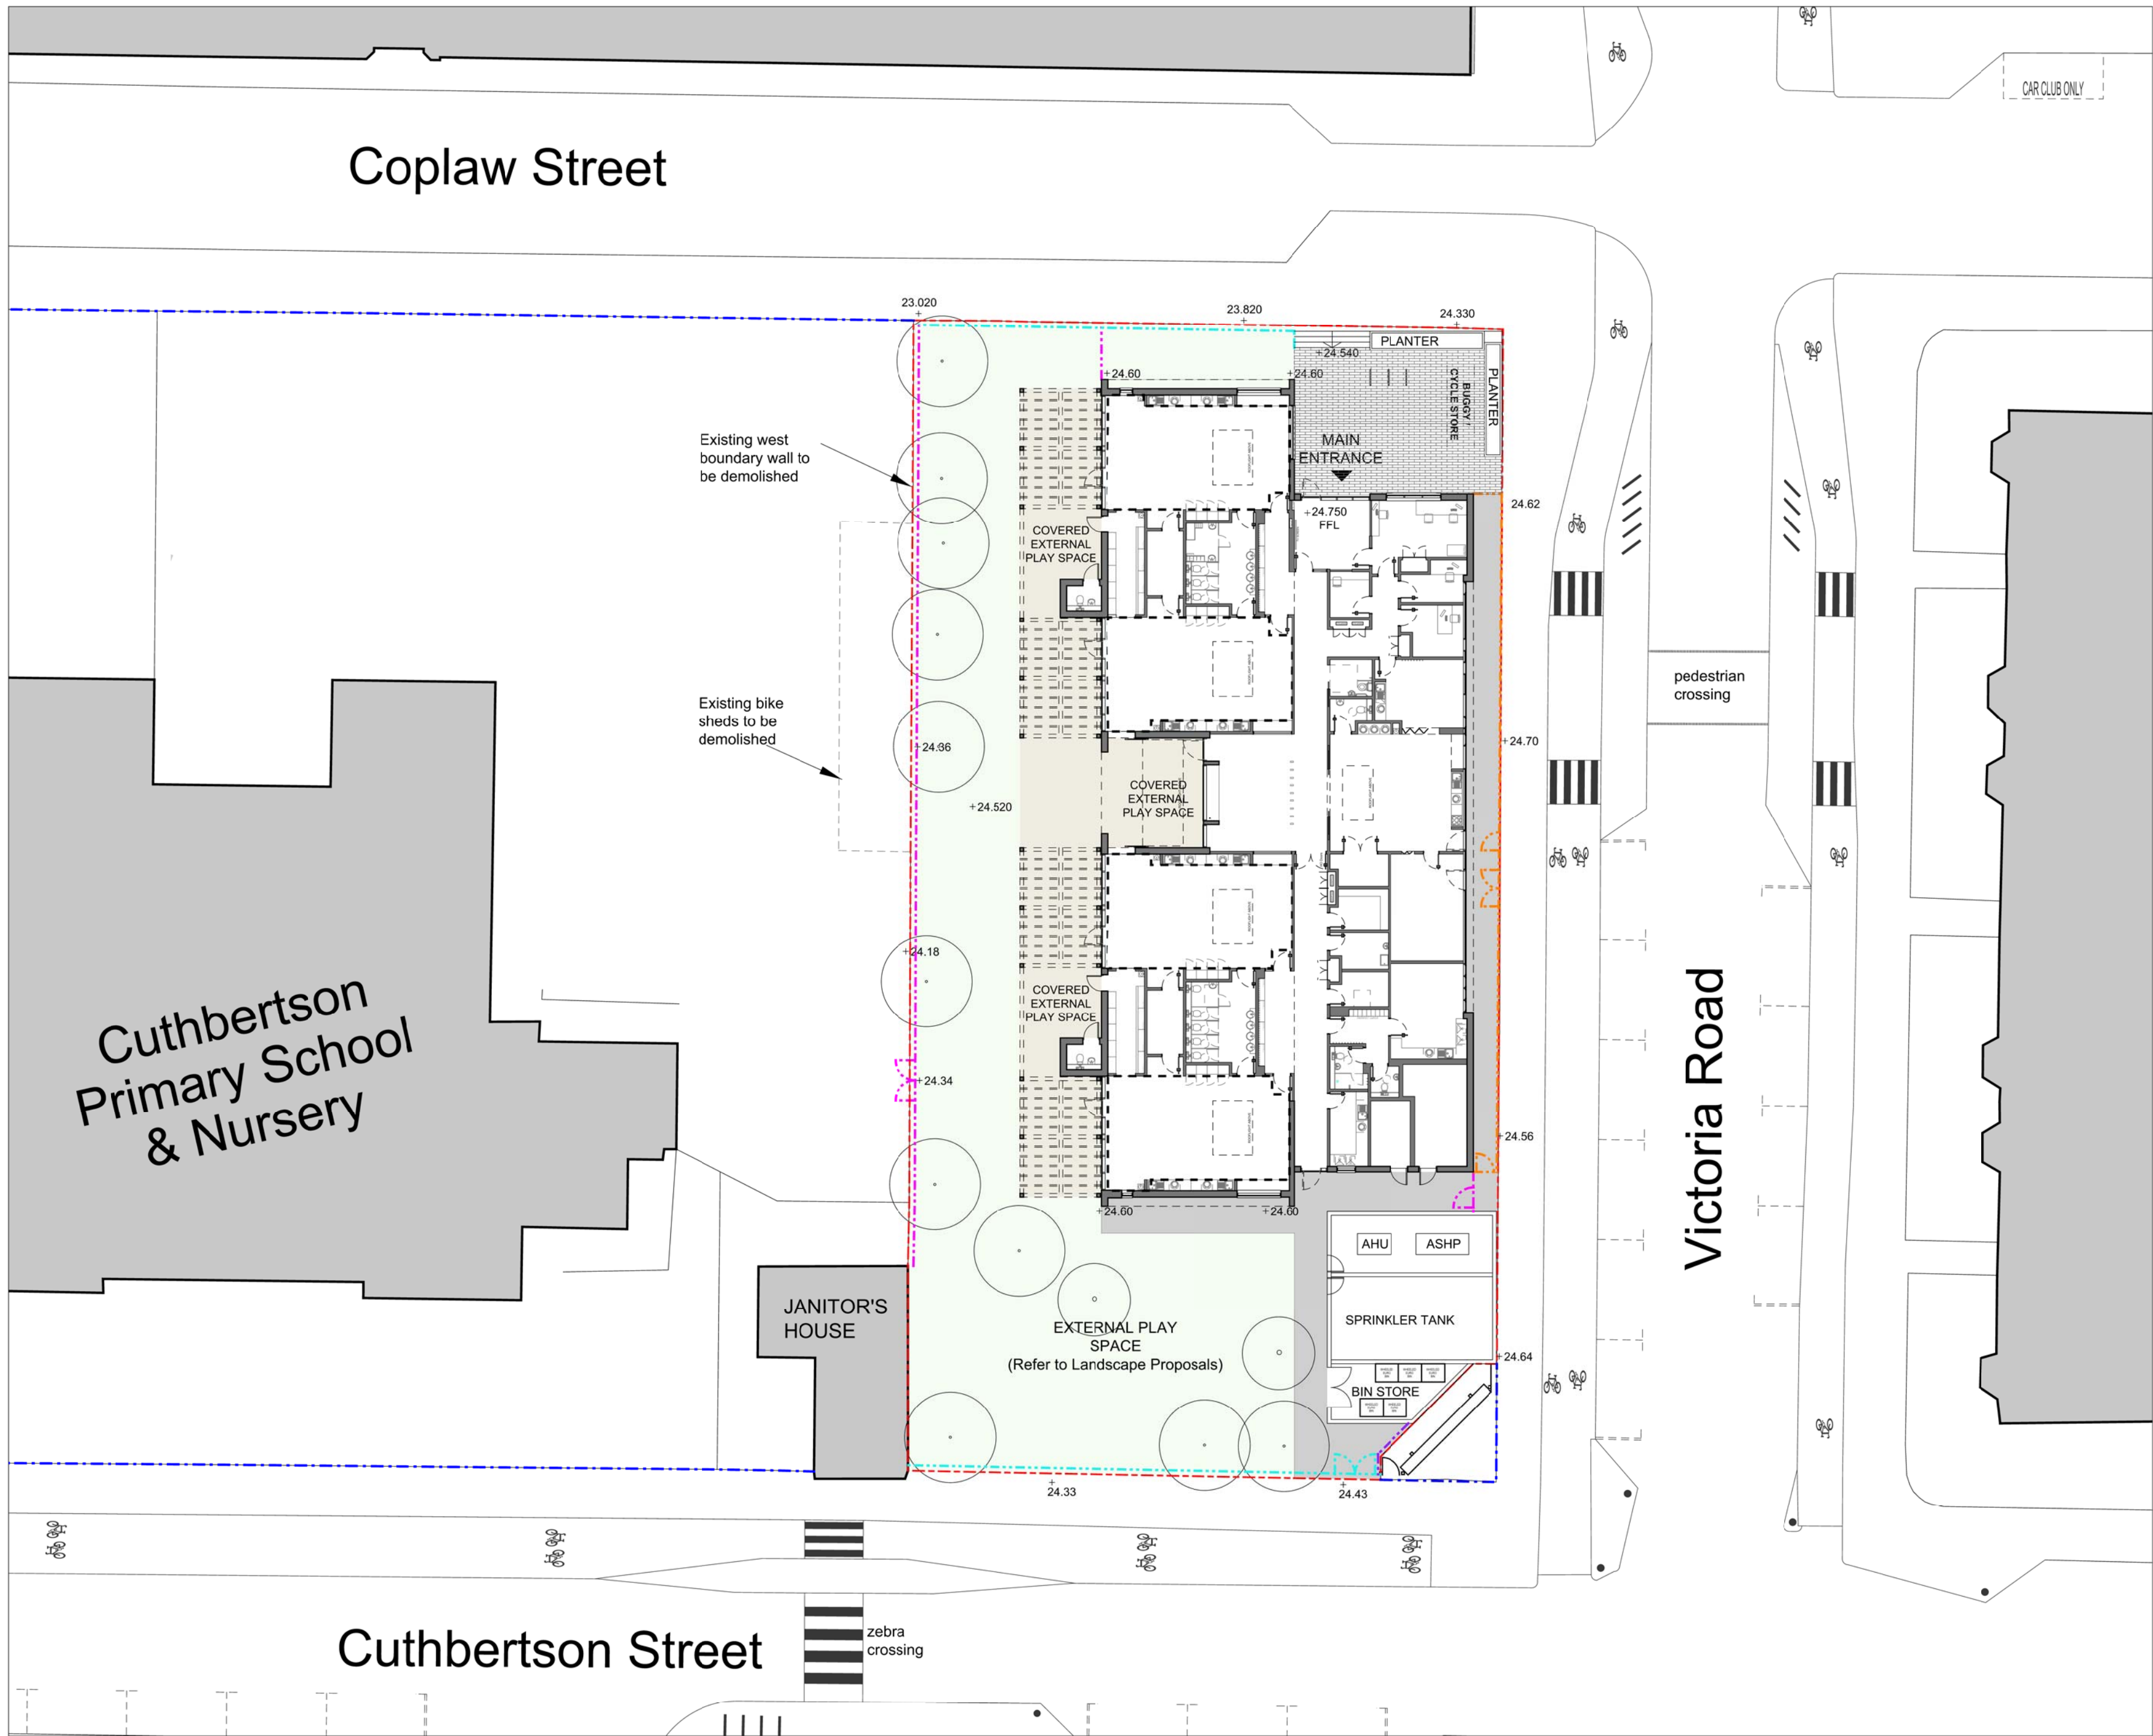 CAR CLUB ONLY
Coplaw Street
23.020
23.820
24.330
PLANTER
+24.540
+24.60
+24.60
PLANTER
BUGGY /
CYCLE STORE
Existing west
boundary wall to
be demolished
MAIN
ENTRANCE
24.62
+24.750
FFL
COVERED
EXTERNAL
PLAY SPACE
pedestrian
crossing
Existing bike
sheds to be
demolished
+24.36
+24.70
COVERED
EXTERNAL
PLAY SPACE
+24.520
+24.18
COVERED
EXTERNAL
PLAY SPACE
Cuthbertson
Primary School
& Nursery
+24.34
Victoria Road
+24.56
+24.60
+24.60
AHU
ASHP
JANITOR'S
HOUSE
SPRINKLER TANK
EXTERNAL PLAY
SPACE
(Refer to Landscape Proposals)
+24.64
BIN STORE
24.33
24.43
Cuthbertson Street
zebra
crossing